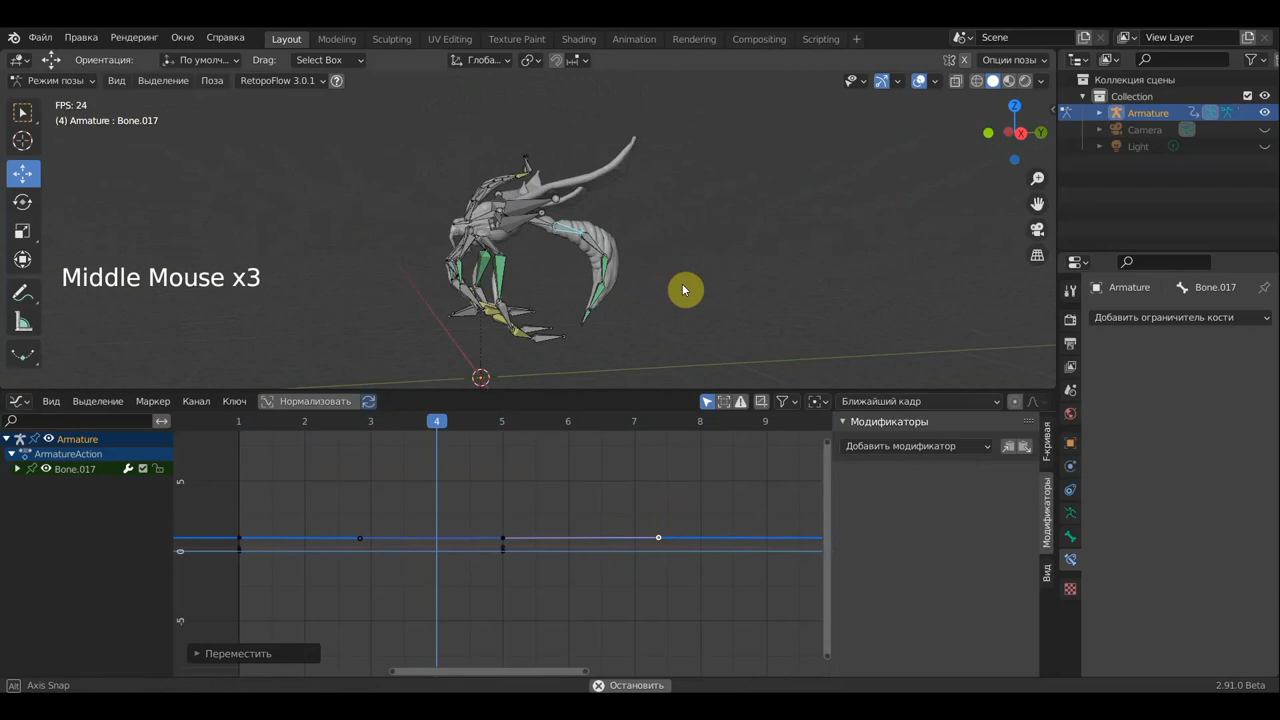 Файл Правка Рендеринг Окно Справка Layout Modeling Sculpting UV Editing Texture Paint Shading Animation Rendering Compositing Scripting + Scene View Layer
Ориентация: По умолч... Drag: Select Box Глоба... Опции позы
Режим позы Вид Выделение Поза RetopoFlow 3.0.1
FPS: 24
(4) Armature : Bone.017
Коллекция сцены
Collection
Armature
Camera
Light
Z
X
Y
Middle Mouse x3
Armature Bone.017
Добавить ограничитель кости
Вид Выделение Маркер Канал Ключ Нормализовать Ближайший кадр
1 2 3 4 5 6 7 8 9
Armature
ArmatureAction
Bone.017
5
0
-5
Модификаторы
Добавить модификатор
F-кривая
Модификаторы
Вид
Переместить
Alt Axis Snap Остановить 2.91.0 Beta